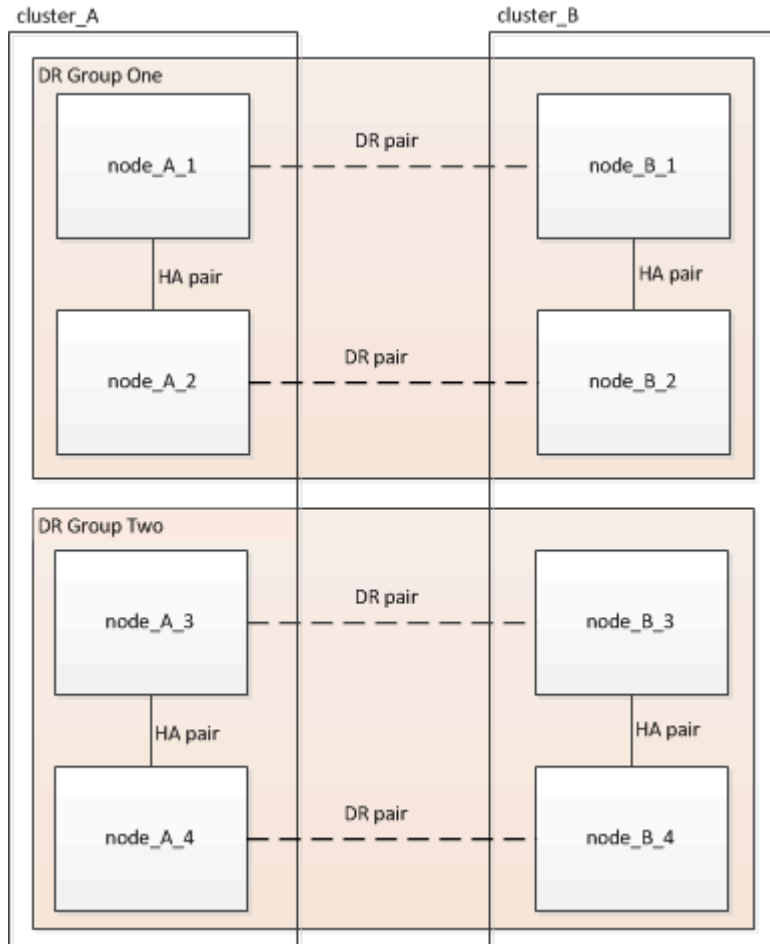 cluster_A
cluster_B
DR Group One
node_A_1
DR pair
node_B_1
HA pair
HA pair
node_A_2
DR pair
node_B_2
DR Group Two
node_A_3
DR pair
node_B_3
HA pair
HA pair
node_A_4
DR pair
node_B_4